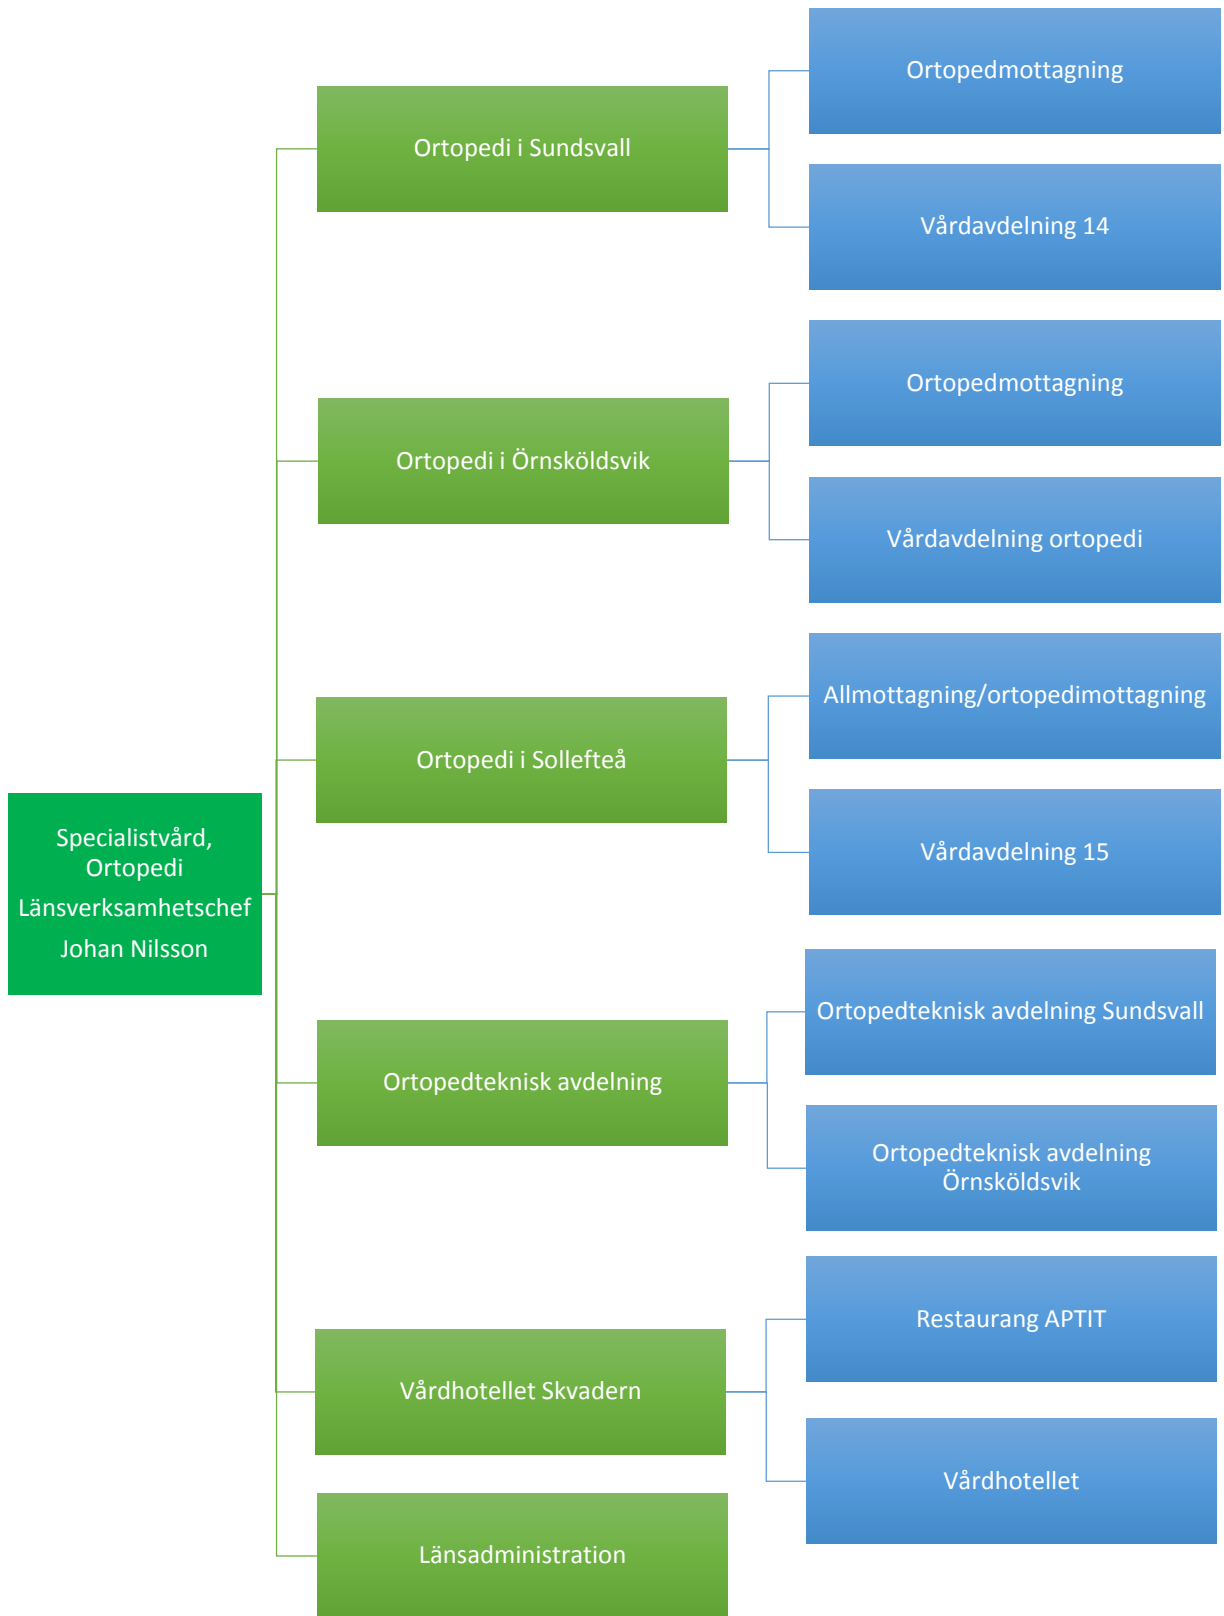 Specialistvård,
Ortopedi
Länsverksamhetschef
Johan Nilsson
Ortopedi i Sundsvall
Ortopedmottagning
Vårdavdelning 14
Ortopedi i Örnsköldsvik
Ortopedmottagning
Vårdavdelning ortopedi
Ortopedi i Sollefteå
Allmottagning/ortopedimottagning
Vårdavdelning 15
Ortopedteknisk avdelning
Ortopedteknisk avdelning Sundsvall
Ortopedteknisk avdelning
Örnsköldsvik
Vårdhotellet Skvadern
Restaurang APTIT
Vårdhotellet
Länsadministration